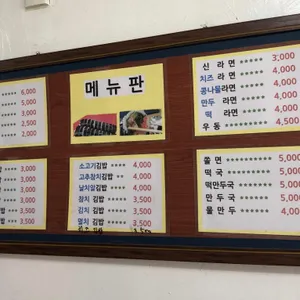 ***** 6,000
***** 5,000
***** 3,000
***** 3,500
***** 2,000
메 뉴 판
신 라면 **** 3,000
치즈 라면 **** 4,000
콩나물라면 **** 4,000
만두 라면 **** 4,000
떡 라면 **** 4,000
우 동 ******* 4,500
3,000
3,000
3,500
3,500
3,500
소고기김밥 **** 4,000
고추참치김밥 ** 4,000
날치알김밥 **** 4,000
참치 김밥 **** 3,500
김치 김밥 **** 3,500
멸치 김밥 **** 3,500
쫄 면 ******** 5,000
떡 국 ******** 5,000
떡만두국 ****** 5,000
만 두 국 ****** 5,000
물 만 두 ****** 4,000